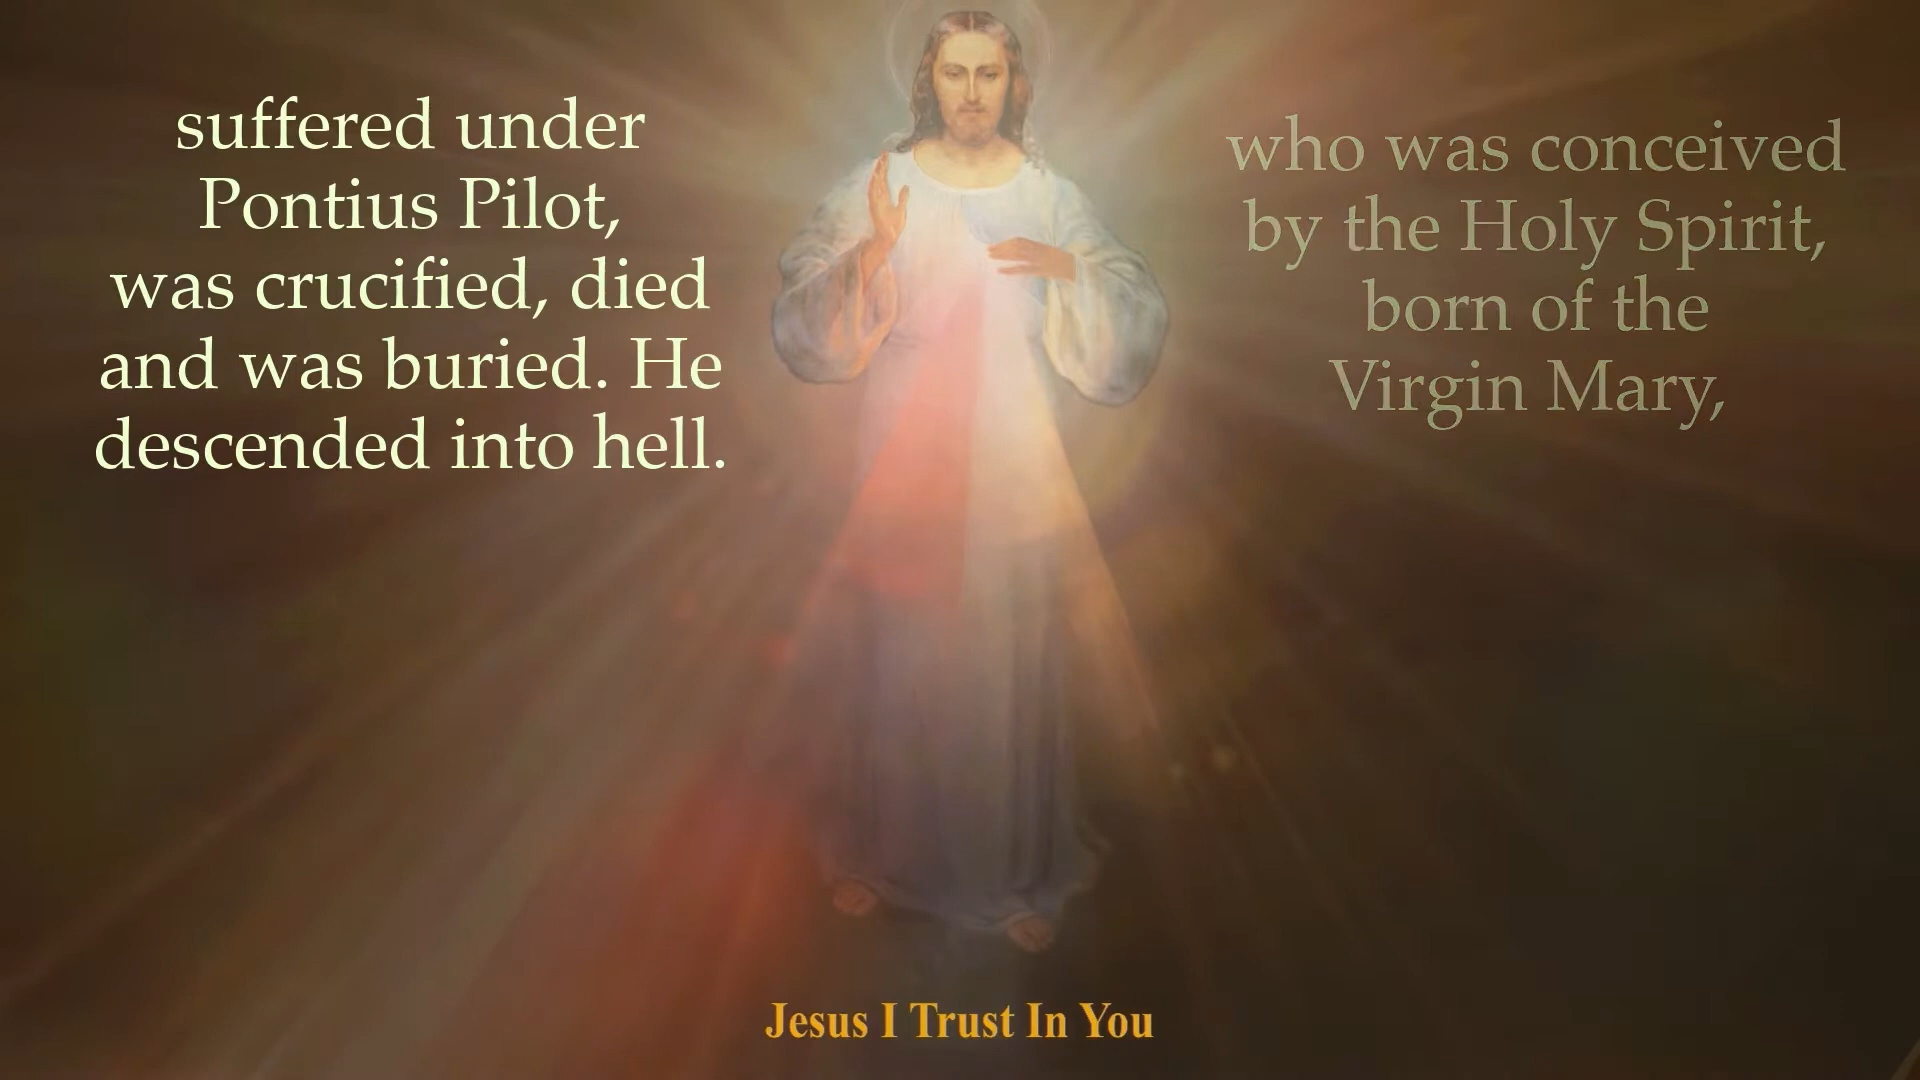 suffered under
Pontius Pilot,
was crucified, died
and was buried. He
descended into hell.
who was conceived
by the Holy Spirit,
born of the
Virgin Mary,
Jesus I Trust In You